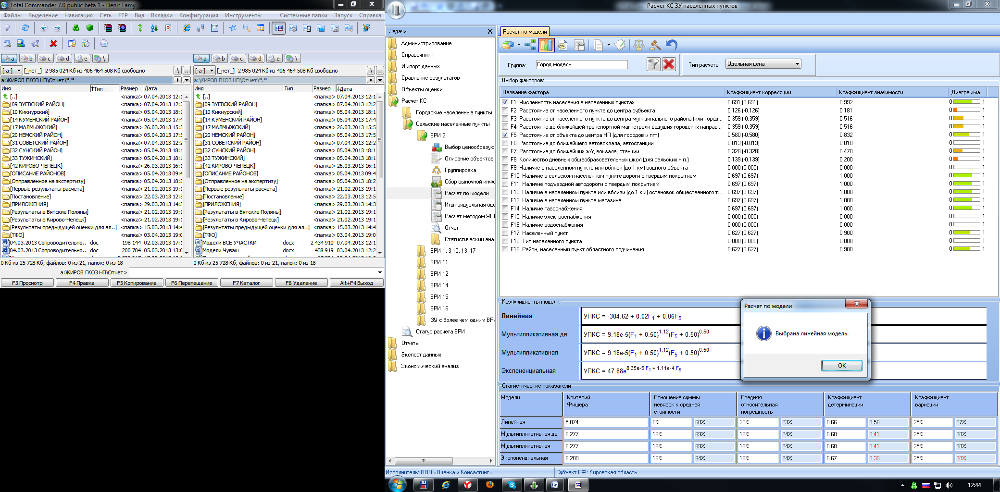 Total Commander 7.0 public beta 1 - Denis Lamy
Файлы Выделение Навигация Сеть FTP Вид Вкладки Конфигурация Инструменты Системные папки Запуск Справка
a b c d e \ a b c d e \
[-a-] [_нет_] 2 985 024 Кб из 406 464 508 Кб свободно \ .. [-a-] [_нет_] 2 985 024 Кб из 406 464 508 Кб свободно \ ..
a:\КИРОВ ГКОЗ НП\Отчет\*.* * a:\КИРОВ ГКОЗ НП\Отчет\*.* *
Имя ↑Тип Размер Дата Имя Тип Размер ↓Дата
[..] <папка> 07.04.2013 12:1 [..] <папка> 07.04.2013 12:1
[09 ЗУЕВСКИЙ РАЙОН] <папка> 07.04.2013 12:2 [09 ЗУЕВСКИЙ РАЙОН] <папка> 07.04.2013 12:2
[10 Кикнурский] <папка> 05.04.2013 18:1 [10 Кикнурский] <папка> 05.04.2013 18:1
[14 КУМЕНСКИЙ РАЙОН] <папка> 05.04.2013 17:4 [14 КУМЕНСКИЙ РАЙОН] <папка> 05.04.2013 17:4
[17 МАЛМЫЖСКИЙ] <папка> 26.03.2013 15:5 [17 МАЛМЫЖСКИЙ] <папка> 26.03.2013 15:5
[20 НЕМСКИЙ РАЙОН] <папка> 05.04.2013 17:5 [20 НЕМСКИЙ РАЙОН] <папка> 05.04.2013 17:5
[31 СОВЕТСКИЙ РАЙОН] <папка> 07.04.2013 12:2 [31 СОВЕТСКИЙ РАЙОН] <папка> 07.04.2013 12:2
[32 СУНСКИЙ РАЙОН] <папка> 05.04.2013 18:1 [32 СУНСКИЙ РАЙОН] <папка> 05.04.2013 18:1
[33 ТУЖИНСКИЙ] <папка> 05.04.2013 18:1 [33 ТУЖИНСКИЙ] <папка> 05.04.2013 18:1
[42 КИРОВО-ЧЕПЕЦК] <папка> 26.03.2013 16:1 [42 КИРОВО-ЧЕПЕЦК] <папка> 26.03.2013 16:1
[ОПИСАНИЕ РАЙОНОВ] <папка> 05.04.2013 09:4 [ОПИСАНИЕ РАЙОНОВ] <папка> 05.04.2013 09:4
[Отправленное на экспертизу] <папка> 05.04.2013 18:2 [Отправленное на экспертизу] <папка> 05.04.2013 18:2
[Первые результаты расчета] <папка> 05.04.2013 17:5 [Первые результаты расчета] <папка> 05.04.2013 17:5
[Постановление] <папка> 22.03.2013 12:5 [Постановление] <папка> 22.03.2013 12:5
[ПРИЛОЖЕНИЯ] <папка> 29.03.2013 14:3 [ПРИЛОЖЕНИЯ] <папка> 29.03.2013 14:3
[Результаты в Вятские Поляны] <папка> 21.02.2013 19:1 [Результаты в Вятские Поляны] <папка> 21.02.2013 19:1
[Результаты в Кирово-Чепецк] <папка> 21.02.2013 19:1 [Результаты в Кирово-Чепецк] <папка> 21.02.2013 19:1
[Результаты предыдущей оценки для ал..] <папка> 15.03.2013 14:4 [Результаты предыдущей оценки для ал..] <папка> 15.03.2013 14:4
[ТФО] <папка> 03.04.2013 19:0 [ТФО] <папка> 03.04.2013 19:0
04.03.2013 Сопроводительно.. doc 198 144 02.03.2013 17:1 Модели ВСЕ УЧАСТКИ docx 2 434 910 07.04.2013 12:1
04.03.2013 Сопроводительно.. doc 200 704 05.03.2013 13:0 Модели Чуваш docx 438 919 03.04.2013 12:2
0 Кб из 25 728 Кб, файлов: 0 из 21, папок: 0 из 18 0 Кб из 25 728 Кб, файлов: 0 из 21, папок: 0 из 18
a:\КИРОВ ГКОЗ НП\Отчет>
F3 Просмотр F4 Правка F5 Копирование F6 Перемещение F7 Каталог F8 Удаление Alt+F4 Выход
Расчет КС ЗУ населенных пунктов
Задачи
Администрирование
Справочники
Импорт данных
Сравнение результатов
Объекты оценки
Расчет КС
Городские населенные пункты
Сельские населенные пункты
ВРИ 2
Выбор ценообразую
Описание объектов
Группировка
Сбор рыночной инфо
Расчет по модели
Индивидуальная оце
Расчет методом УПК
Отчет
Статистический анал
ВРИ 1, 3-10, 13, 17
ВРИ 11
ВРИ 12
ВРИ 14
ВРИ 15
ВРИ 16
ЗУ с более чем одним ВРИ
Статус расчета ВРИ
Отчеты
Экспорт данных
Экономический анализ
Расчет по модели
Группа: Город.модель Тип расчета: Удельная цена
Выбор факторов:
Название фактора Коэффициент корреляции Коэффициент значимости Диаграмма
F1: Численность населения в населенных пунктах 0.691 (0.691) 0.992 0 1
F2: Расстояние от населенного пункта до центра субъекта 0.126 (-0.126) 0.181 0 1
F3: Расстояние от населенного пункта до центра муниципального района (или город... 0.359 (-0.359) 0.516 0 1
F4: Расстояние до ближайшей транспортной магистрали ведущих городских направ... 0.359 (-0.359) 0.516 0 1
F5: Расстояние от объекта до центра НП (для городов и пгт) 0.580 (-0.580) 0.832 0 1
F6: Расстояние до ближайшего автовокзала, автостанции 0.013 (-0.013) 0.018 0 1
F7: Расстояние до ближайших ж/д вокзала, станции 0.328 (-0.328) 0.470 0 1
F8: Количество дневных общеобразовательных школ (для сельских н.п.) 0.139 (-0.139) 0.200 0 1
F9: Наличие в населенном пункте или вблизи (до 1 км) водного объекта 0.000 (0.000) 0.000 0 1
F10: Наличие в сельском населенном пункте дороги с твердым покрытием 0.697 (0.697) 1.000 0 1
F11: Наличие подъездной автодороги с твердым покрытием 0.697 (0.697) 1.000 0 1
F12: Наличие в населенном пункте или вблизи (до 1 км) остановок общественного т... 0.697 (0.697) 1.000 0 1
F13: Наличие в населенном пункте магазина 0.697 (0.697) 1.000 0 1
F14: Наличие газоснабжения 0.697 (0.697) 1.000 0 1
F15: Наличие электроснабжения 0.000 (0.000) 0.000 0 1
F16: Наличие водоснабжения 0.000 (0.000) 0.000 0 1
F17: Населенный пункт 0.627 (0.627) 0.900 0 1
F18: Тип населенного пункта 0.000 (0.000) 0.000 0 1
F19: Район, населенный пункт областного подчинения 0.627 (0.627) 0.900 0 1
Коэффициенты модели:
Линейная УПКС = -304.62 + 0.02F1 + 0.06F5
Мультипликативная дв. УПКС = 9.18e-5(F1 + 0.50)1.12(F5 + 0.50)0.50
Мультипликативная УПКС = 9.18e-5(F1 + 0.50)1.12(F5 + 0.50)0.50
Экспоненциальная УПКС = 47.88e8.35e-5 F1 + 1.11e-4 F5
Расчет по модели
Выбрана линейная модель.
OK
Статистические показатели
Модели Критерий Фишера Отношение суммы невязок к средней стоимости Средняя относительная погрешность Коэффициент детерминации Коэффициент вариации
Линейная 5.874 0% 60% 20% 23% 0.66 0.56 25% 27%
Мультипликативная дв. 6.277 19% 89% 18% 24% 0.68 0.41 25% 30%
Мультипликативная 6.277 19% 89% 18% 24% 0.68 0.41 25% 30%
Экспоненциальная 6.209 19% 94% 18% 24% 0.67 0.39 25% 30%
Исполнитель: ООО «Оценка и Консалтинг» Субъект РФ: Кировская область
12:44